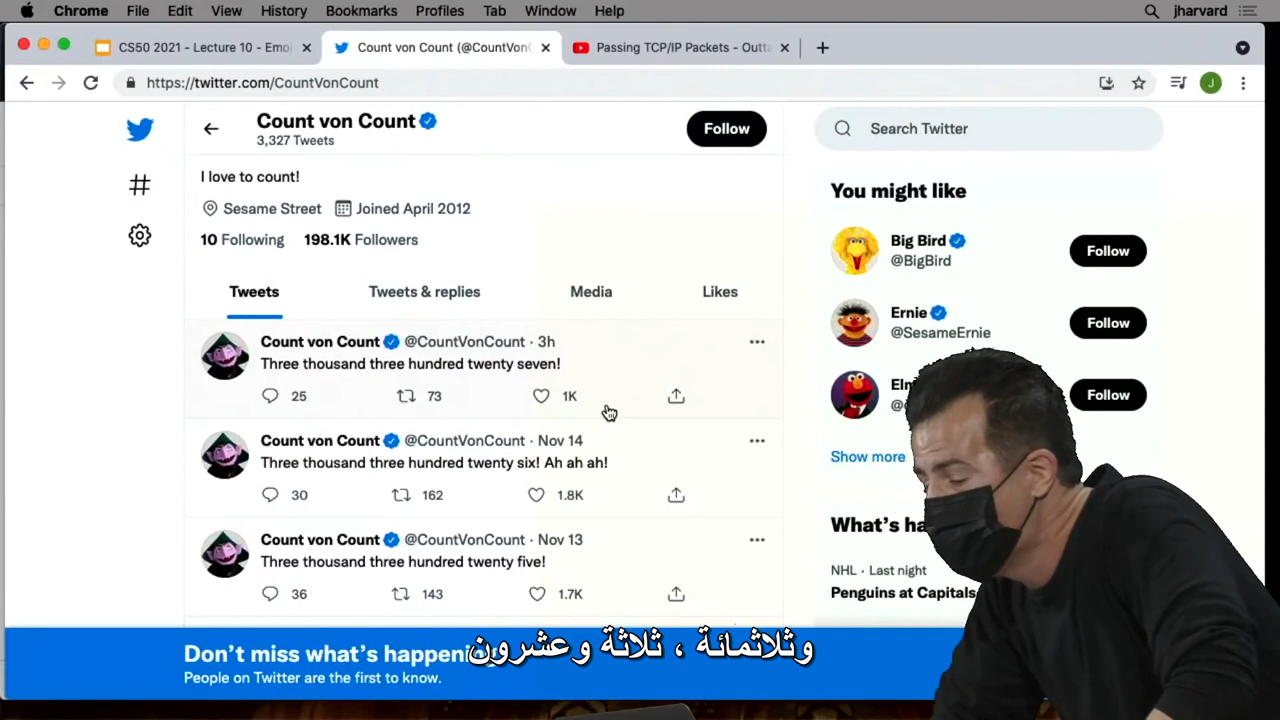 Chrome File Edit View History Bookmarks Profiles Tab Window Help jharvard
CS50 2021 - Lecture 10 - Emo
Count von Count (@CountVon
Passing TCP/IP Packets - Outta
https://twitter.com/CountVonCount
J
Count von Count
3,327 Tweets
Follow
I love to count!
Sesame Street Joined April 2012
10 Following 198.1K Followers
Tweets Tweets & replies Media Likes
Count von Count @CountVonCount · 3h
Three thousand three hundred twenty seven!
25 73 1K
Count von Count @CountVonCount · Nov 14
Three thousand three hundred twenty six! Ah ah ah!
30 162 1.8K
Count von Count @CountVonCount · Nov 13
Three thousand three hundred twenty five!
36 143 1.7K
Search Twitter
You might like
Big Bird
@BigBird
Follow
Ernie
@SesameErnie
Follow
Follow
Show more
What's ha
NHL · Last night
Penguins at Capitals
Don't miss what's happening
People on Twitter are the first to know.
وثلاثمائة ، ثلاثة وعشرون